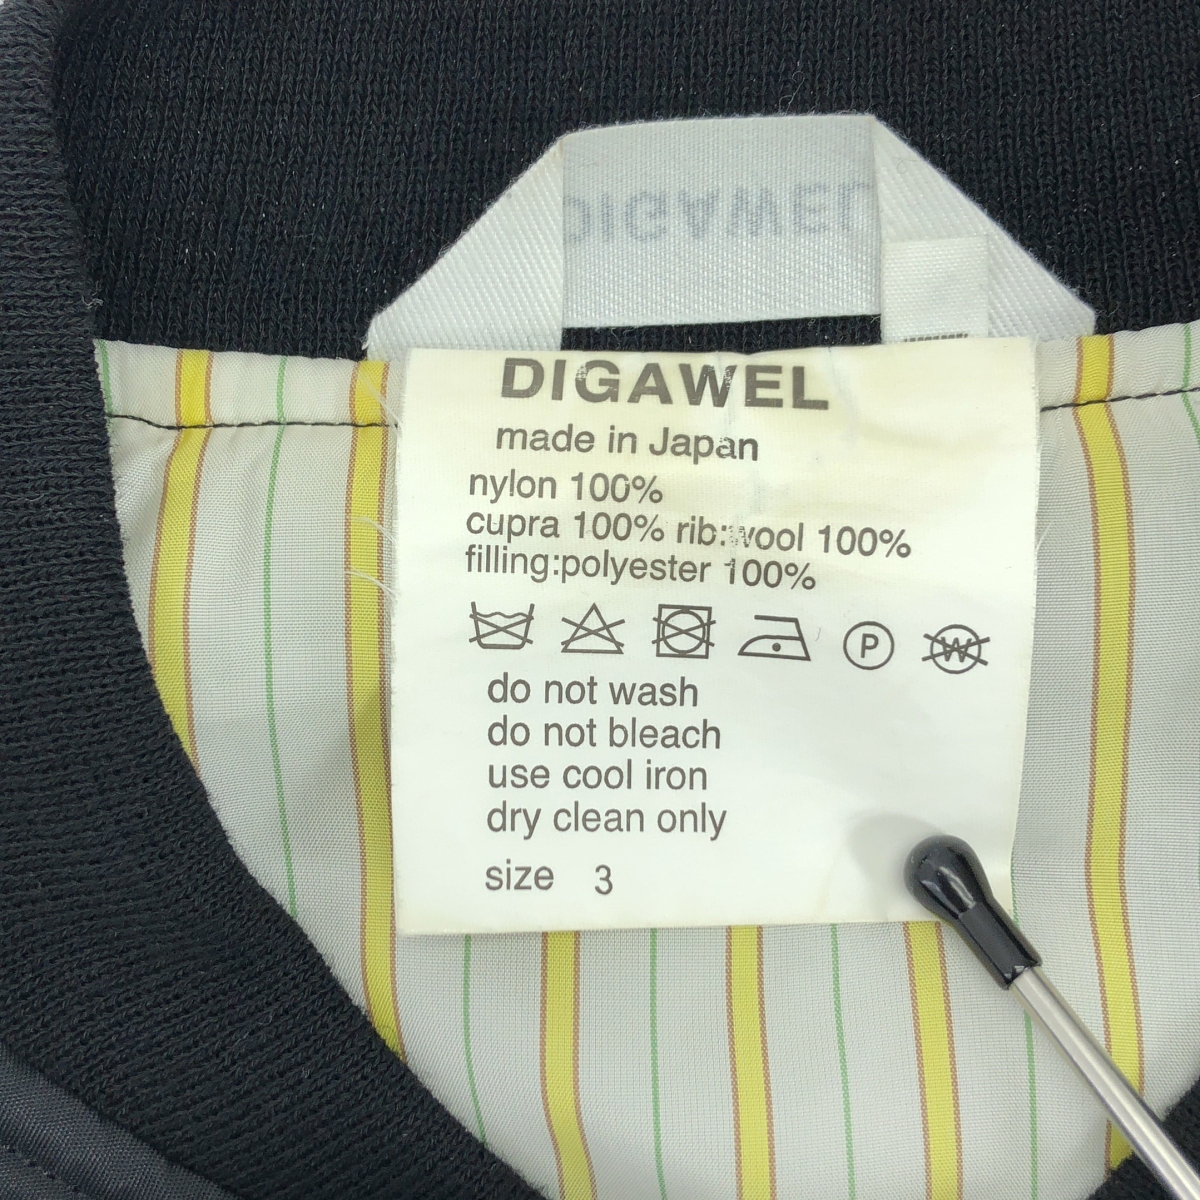 DIGAWEL
DIGAWEL
made in Japan
nylon 100%
cupra 100% rib:wool 100%
filling:polyester 100%
P W
do not wash
do not bleach
use cool iron
dry clean only
size 3